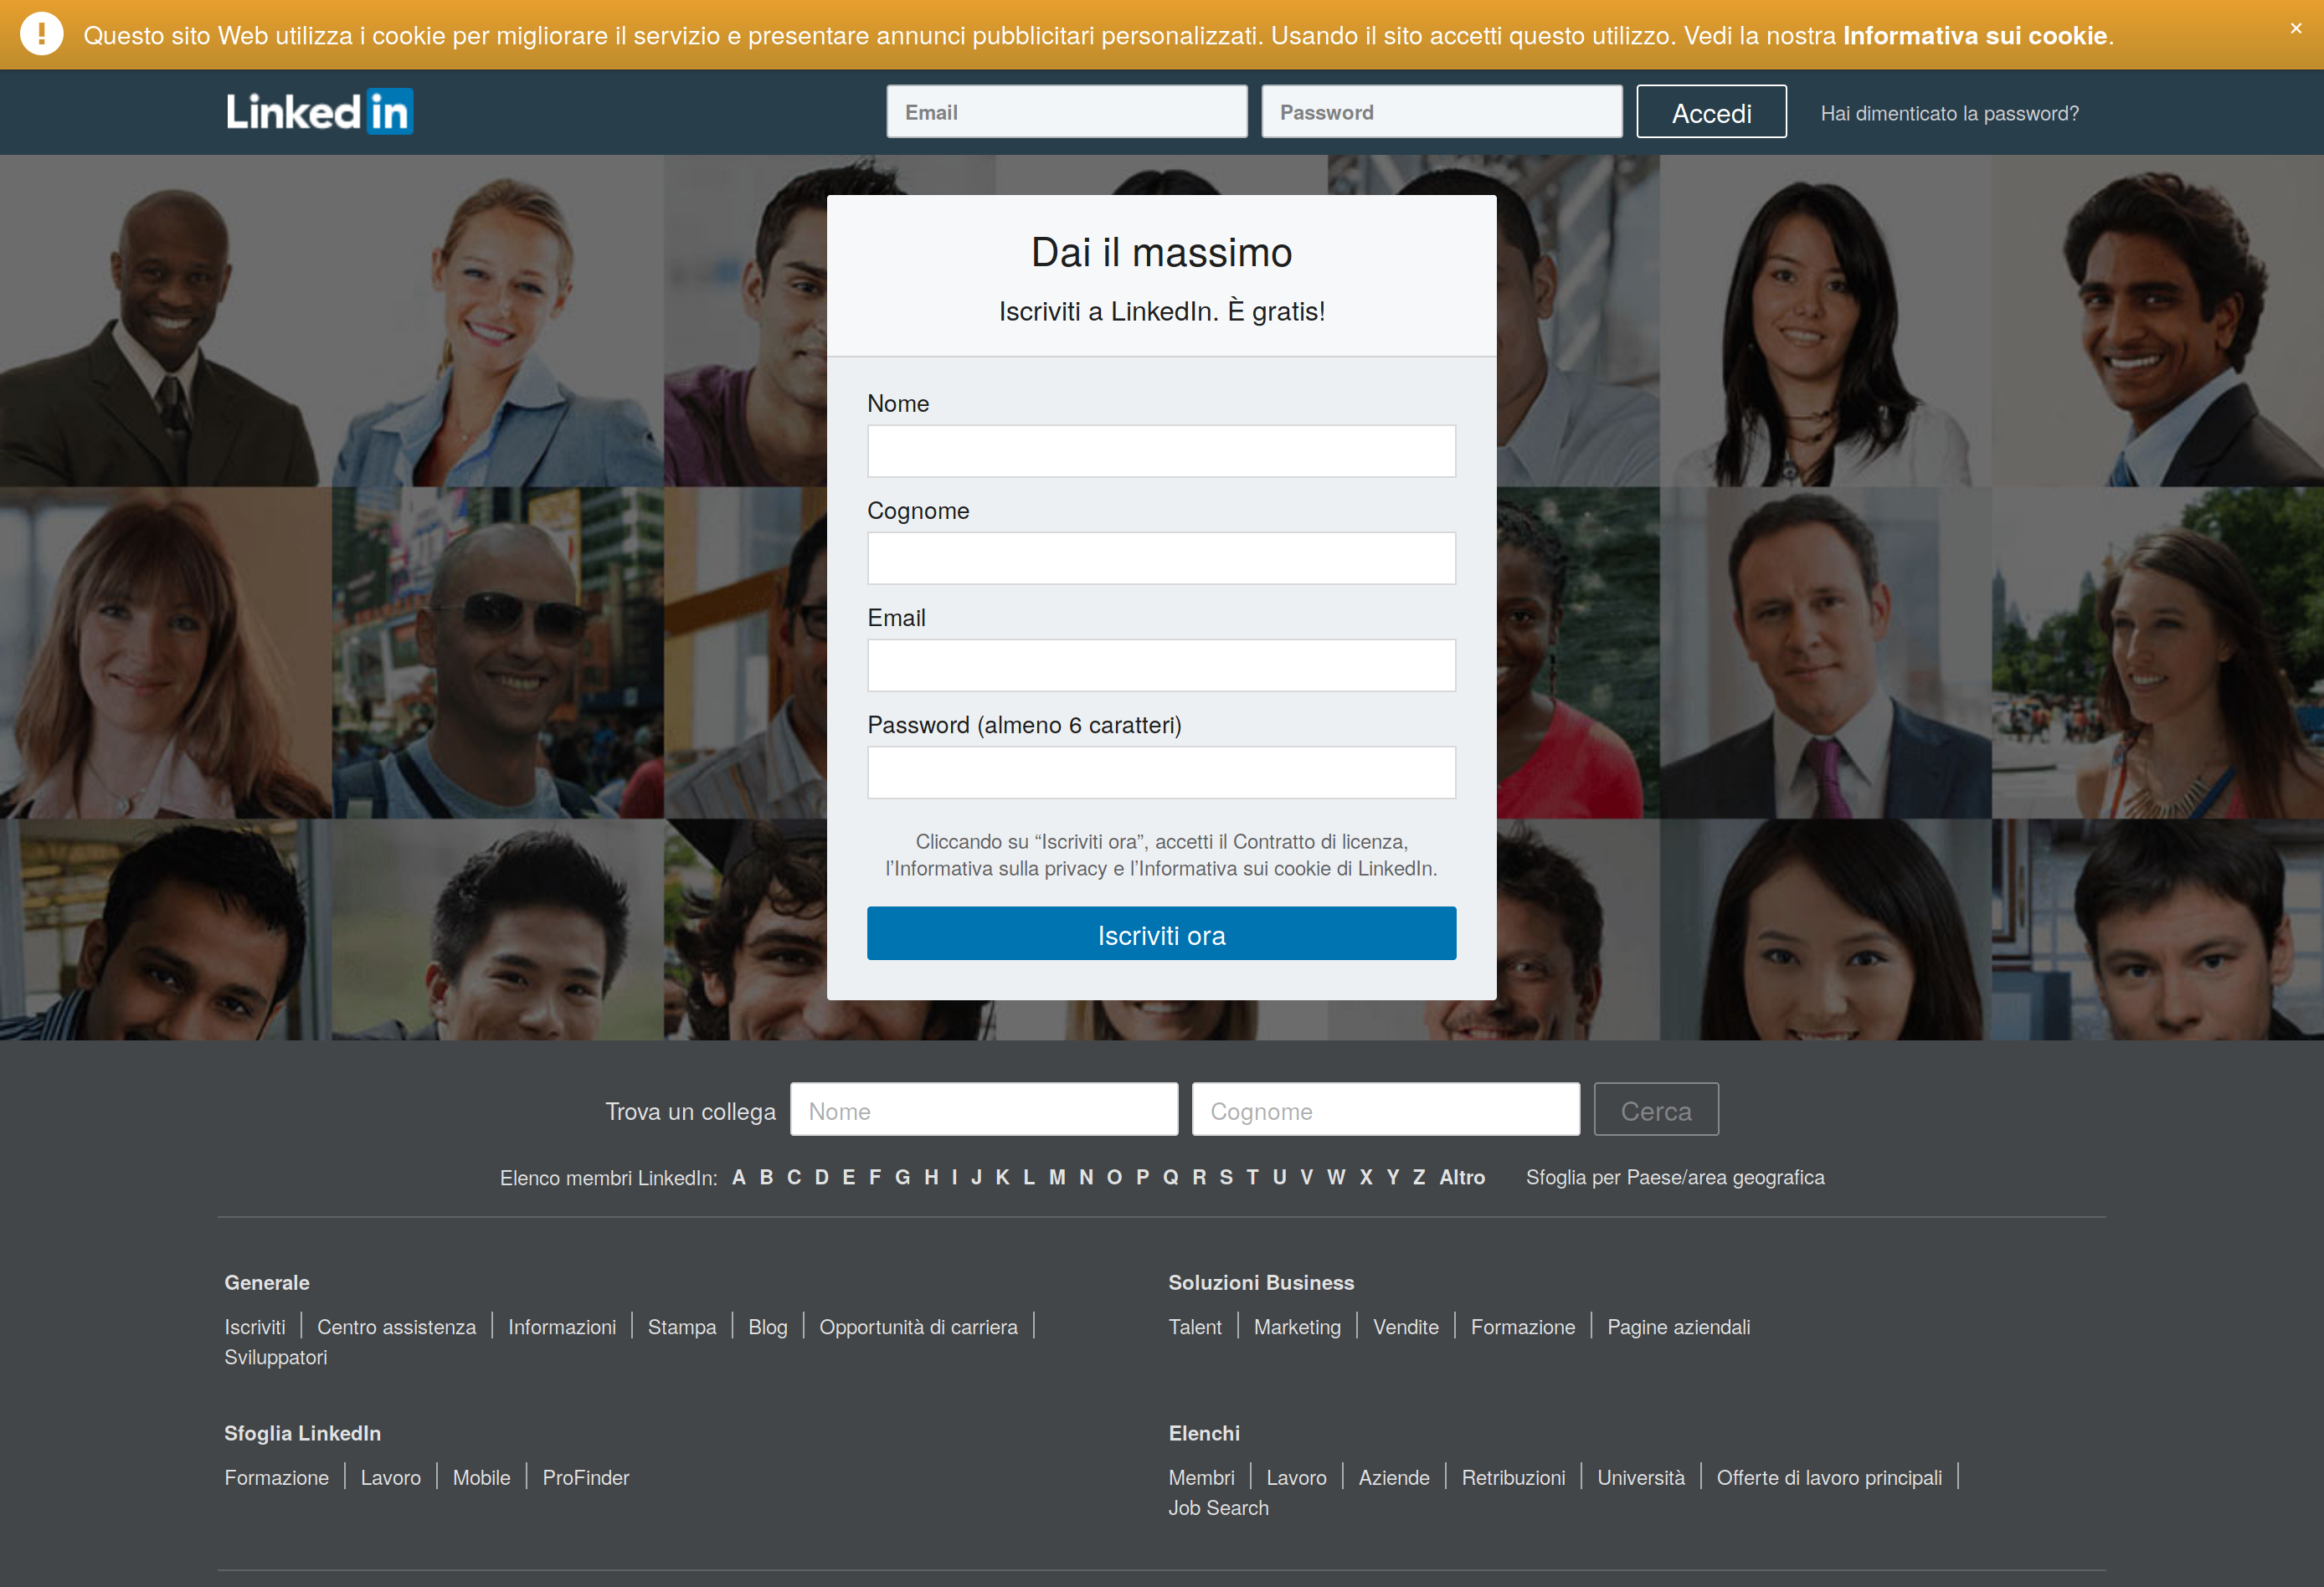 Questo sito Web utilizza i cookie per migliorare il servizio e presentare annunci pubblicitari personalizzati. Usando il sito accetti questo utilizzo. Vedi la nostra Informativa sui cookie. ×
Linked in Email Password Accedi Hai dimenticato la password?
Dai il massimo
Iscriviti a LinkedIn. È gratis!
Nome
Cognome
Email
Password (almeno 6 caratteri)
Cliccando su “Iscriviti ora”, accetti il Contratto di licenza,
l’Informativa sulla privacy e l’Informativa sui cookie di LinkedIn.
Iscriviti ora
Trova un collega Nome Cognome Cerca
Elenco membri LinkedIn: A B C D E F G H I J K L M N O P Q R S T U V W X Y Z Altro Sfoglia per Paese/area geografica
Generale
Iscriviti Centro assistenza Informazioni Stampa Blog Opportunità di carriera
Sviluppatori
Soluzioni Business
Talent Marketing Vendite Formazione Pagine aziendali
Sfoglia LinkedIn
Formazione Lavoro Mobile ProFinder
Elenchi
Membri Lavoro Aziende Retribuzioni Università Offerte di lavoro principali
Job Search